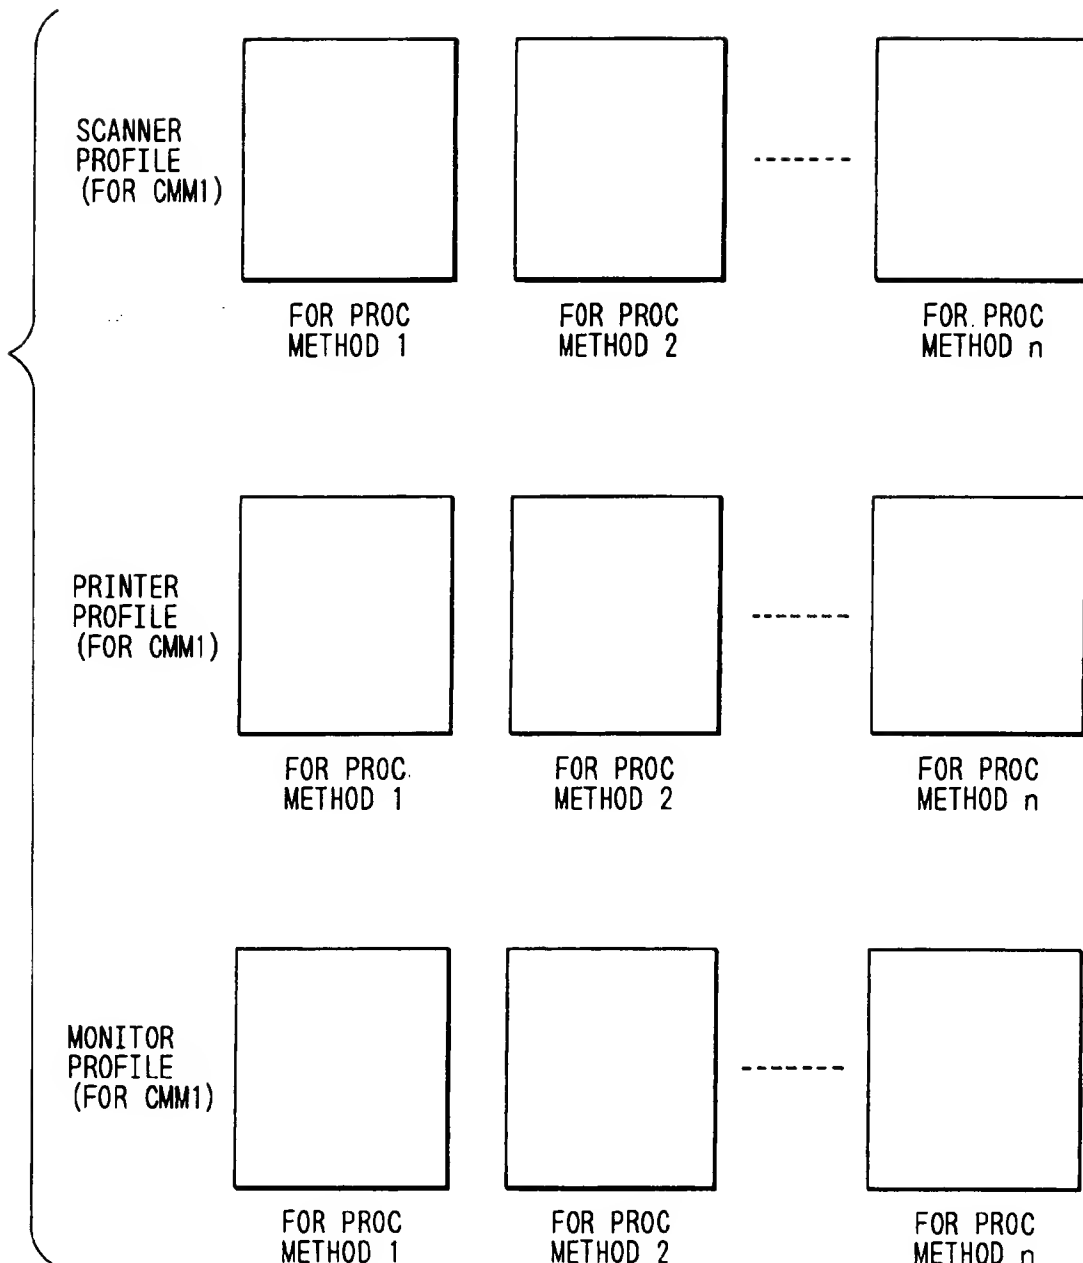 SCANNER
PROFILE
(FOR CMM1)
FOR PROC
METHOD 1
FOR PROC
METHOD 2
FOR. PROC
METHOD n
PRINTER
PROFILE
(FOR CMM1)
FOR PROC.
METHOD 1
FOR PROC
METHOD 2
FOR PROC
METHOD n
MONITOR
PROFILE
(FOR CMM1)
FOR PROC
METHOD 1
FOR PROC
METHOD 2
FOR PROC
METHOD n